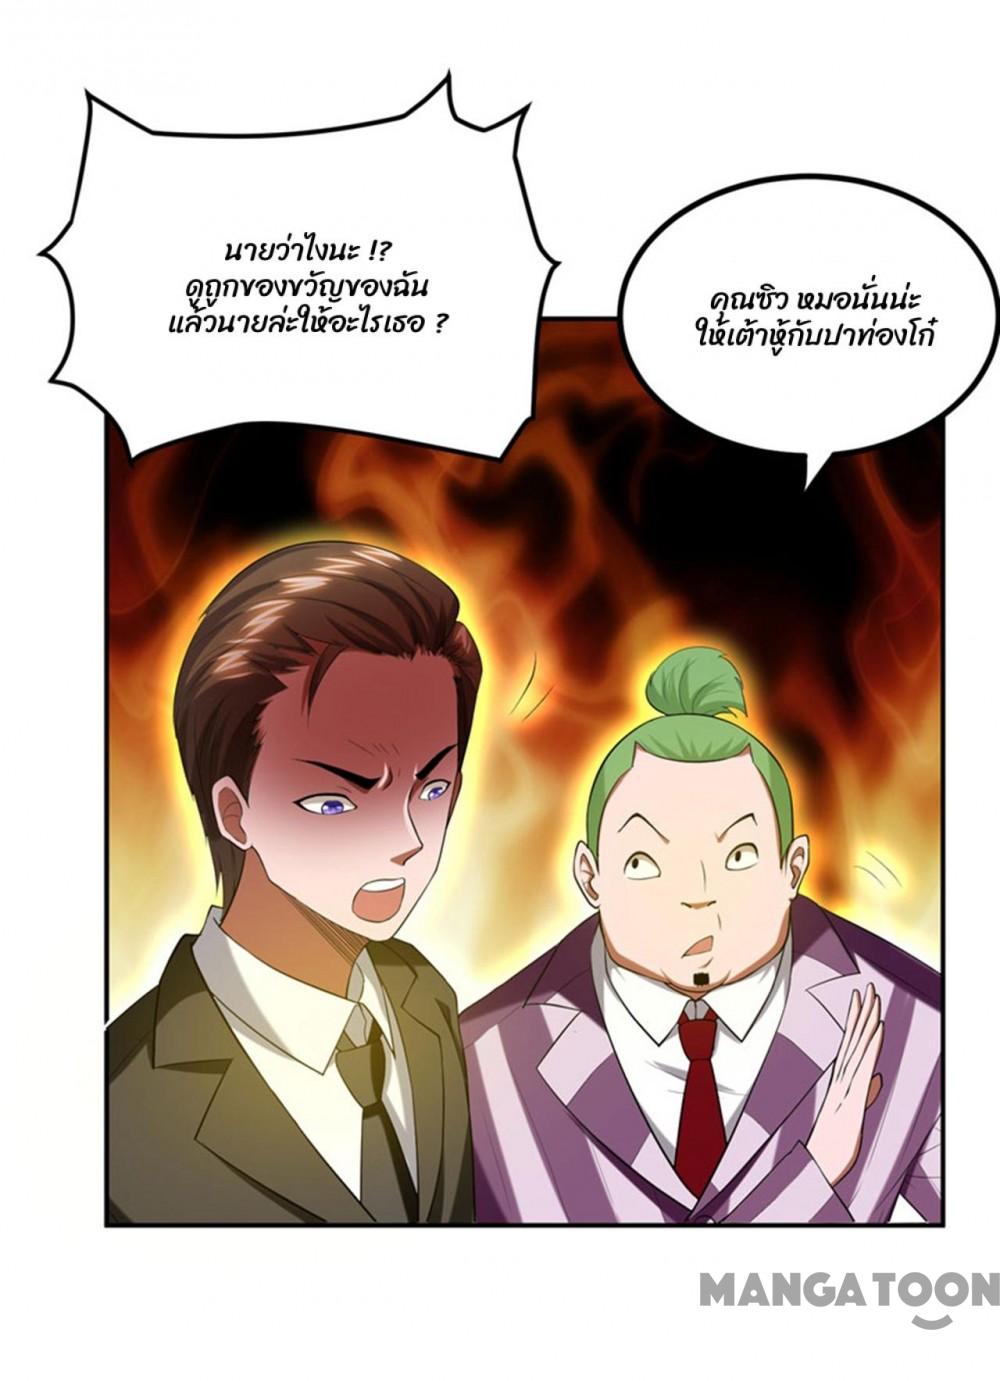 นายว่าไงนะ !?
ดูถูกของขวัญของฉัน
แล้วนายล่ะให้อะไรเธอ ?
คุณซิว หมอนั่นน่ะ
ให้เต้าหู้กับปาท่องโก๋
MANGATOON